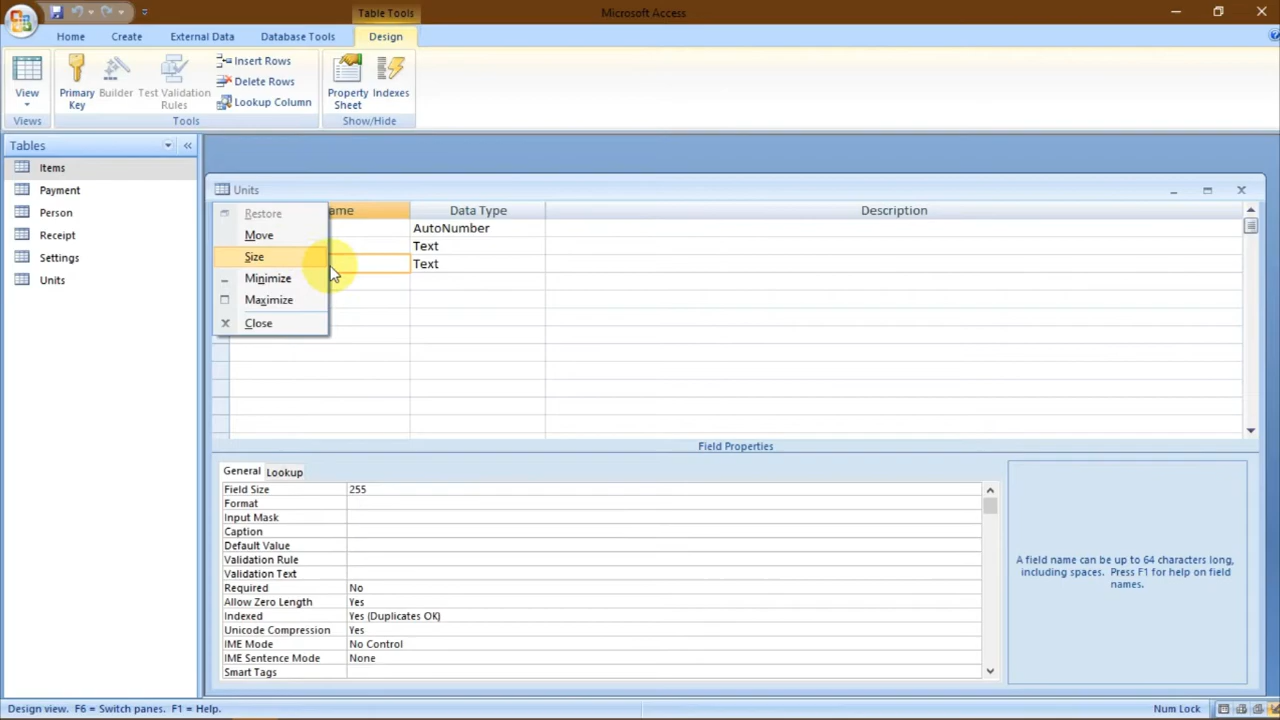 Table Tools
Microsoft Access
Home
Create
External Data
Database Tools
Design
View
Primary Key
Builder
Test Validation Rules
Insert Rows
Delete Rows
Lookup Column
Property Sheet
Indexes
Views
Tools
Show/Hide
Tables
Items
Payment
Person
Receipt
Settings
Units
Units
Data Type
Description
Restore
Move
Size
Minimize
Maximize
Close
AutoNumber
Text
Text
Field Properties
General
Lookup
Field Size 255
Format
Input Mask
Caption
Default Value
Validation Rule
Validation Text
Required No
Allow Zero Length Yes
Indexed Yes (Duplicates OK)
Unicode Compression Yes
IME Mode No Control
IME Sentence Mode None
Smart Tags
A field name can be up to 64 characters long,
including spaces. Press F1 for help on field
names.
Design view. F6 = Switch panes. F1 = Help.
Num Lock